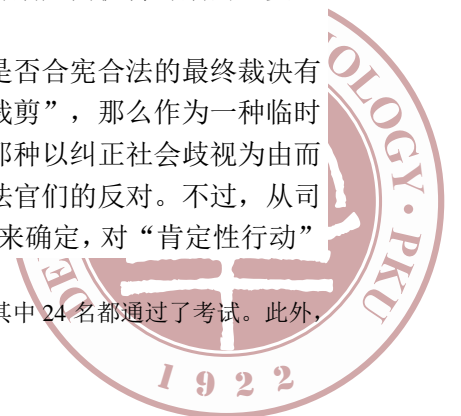 是否合宪合法的最终裁决有
裁剪”，那么作为一种临时
那种以纠正社会歧视为由而
法官们的反对。不过，从司
来确定，对“肯定性行动”
其中 24 名都通过了考试。此外，
OLOGY·PKU
1922